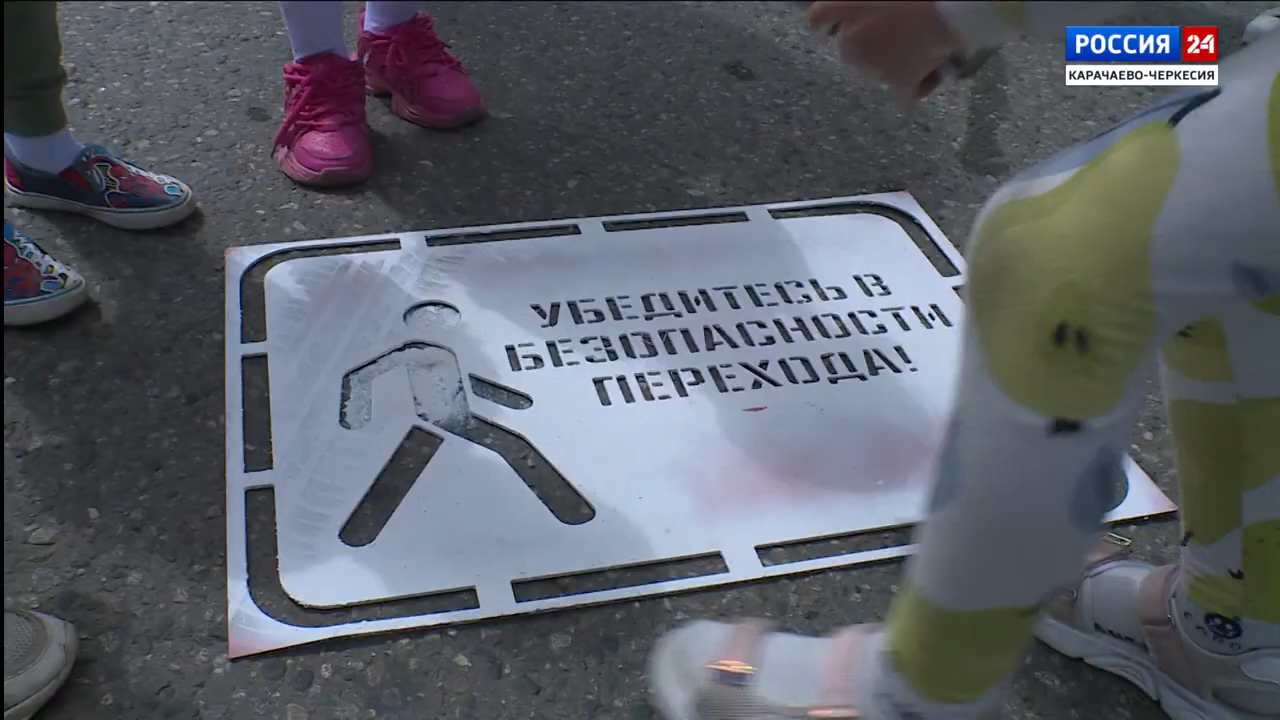 РОССИЯ 24
КАРАЧАЕВО-ЧЕРКЕСИЯ
УБЕДИТЕСЬ В
БЕЗОПАСНОСТИ
ПЕРЕХОДА!